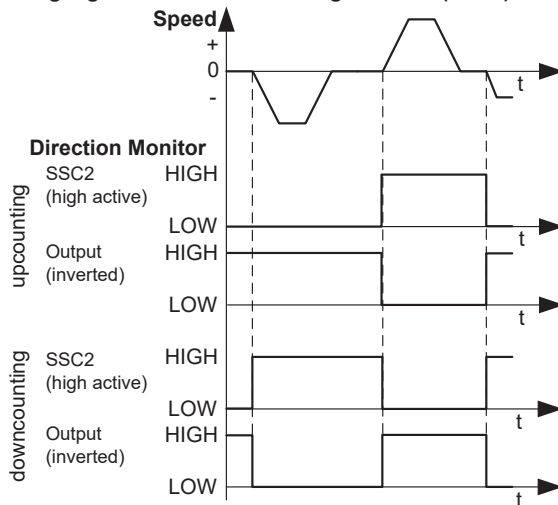 Speed
+
0
-
t
Direction Monitor
upcounting
SSC2
(high active)
HIGH
LOW
t
Output
(inverted)
HIGH
LOW
t
downcounting
SSC2
(high active)
HIGH
LOW
t
Output
(inverted)
HIGH
LOW
t